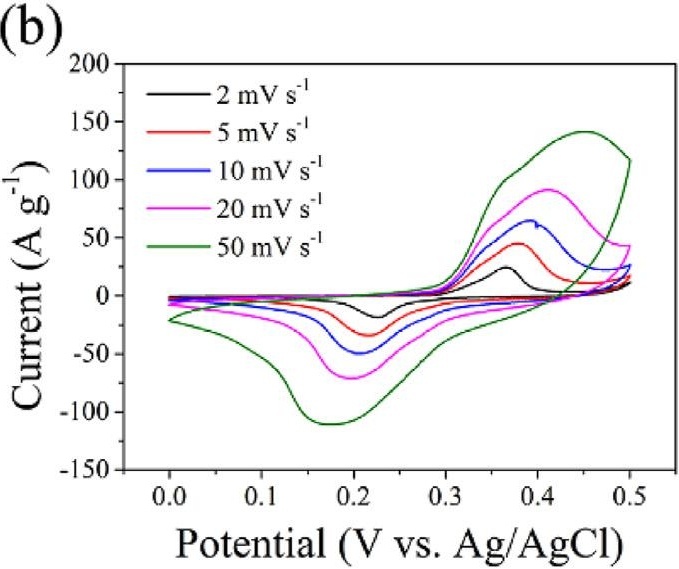 (b)
200
150
100
50
0
-50
-100
-150
Current (A g⁻¹)
2 mV s⁻¹
5 mV s⁻¹
10 mV s⁻¹
20 mV s⁻¹
50 mV s⁻¹
0.0 0.1 0.2 0.3 0.4 0.5
Potential (V vs. Ag/AgCl)